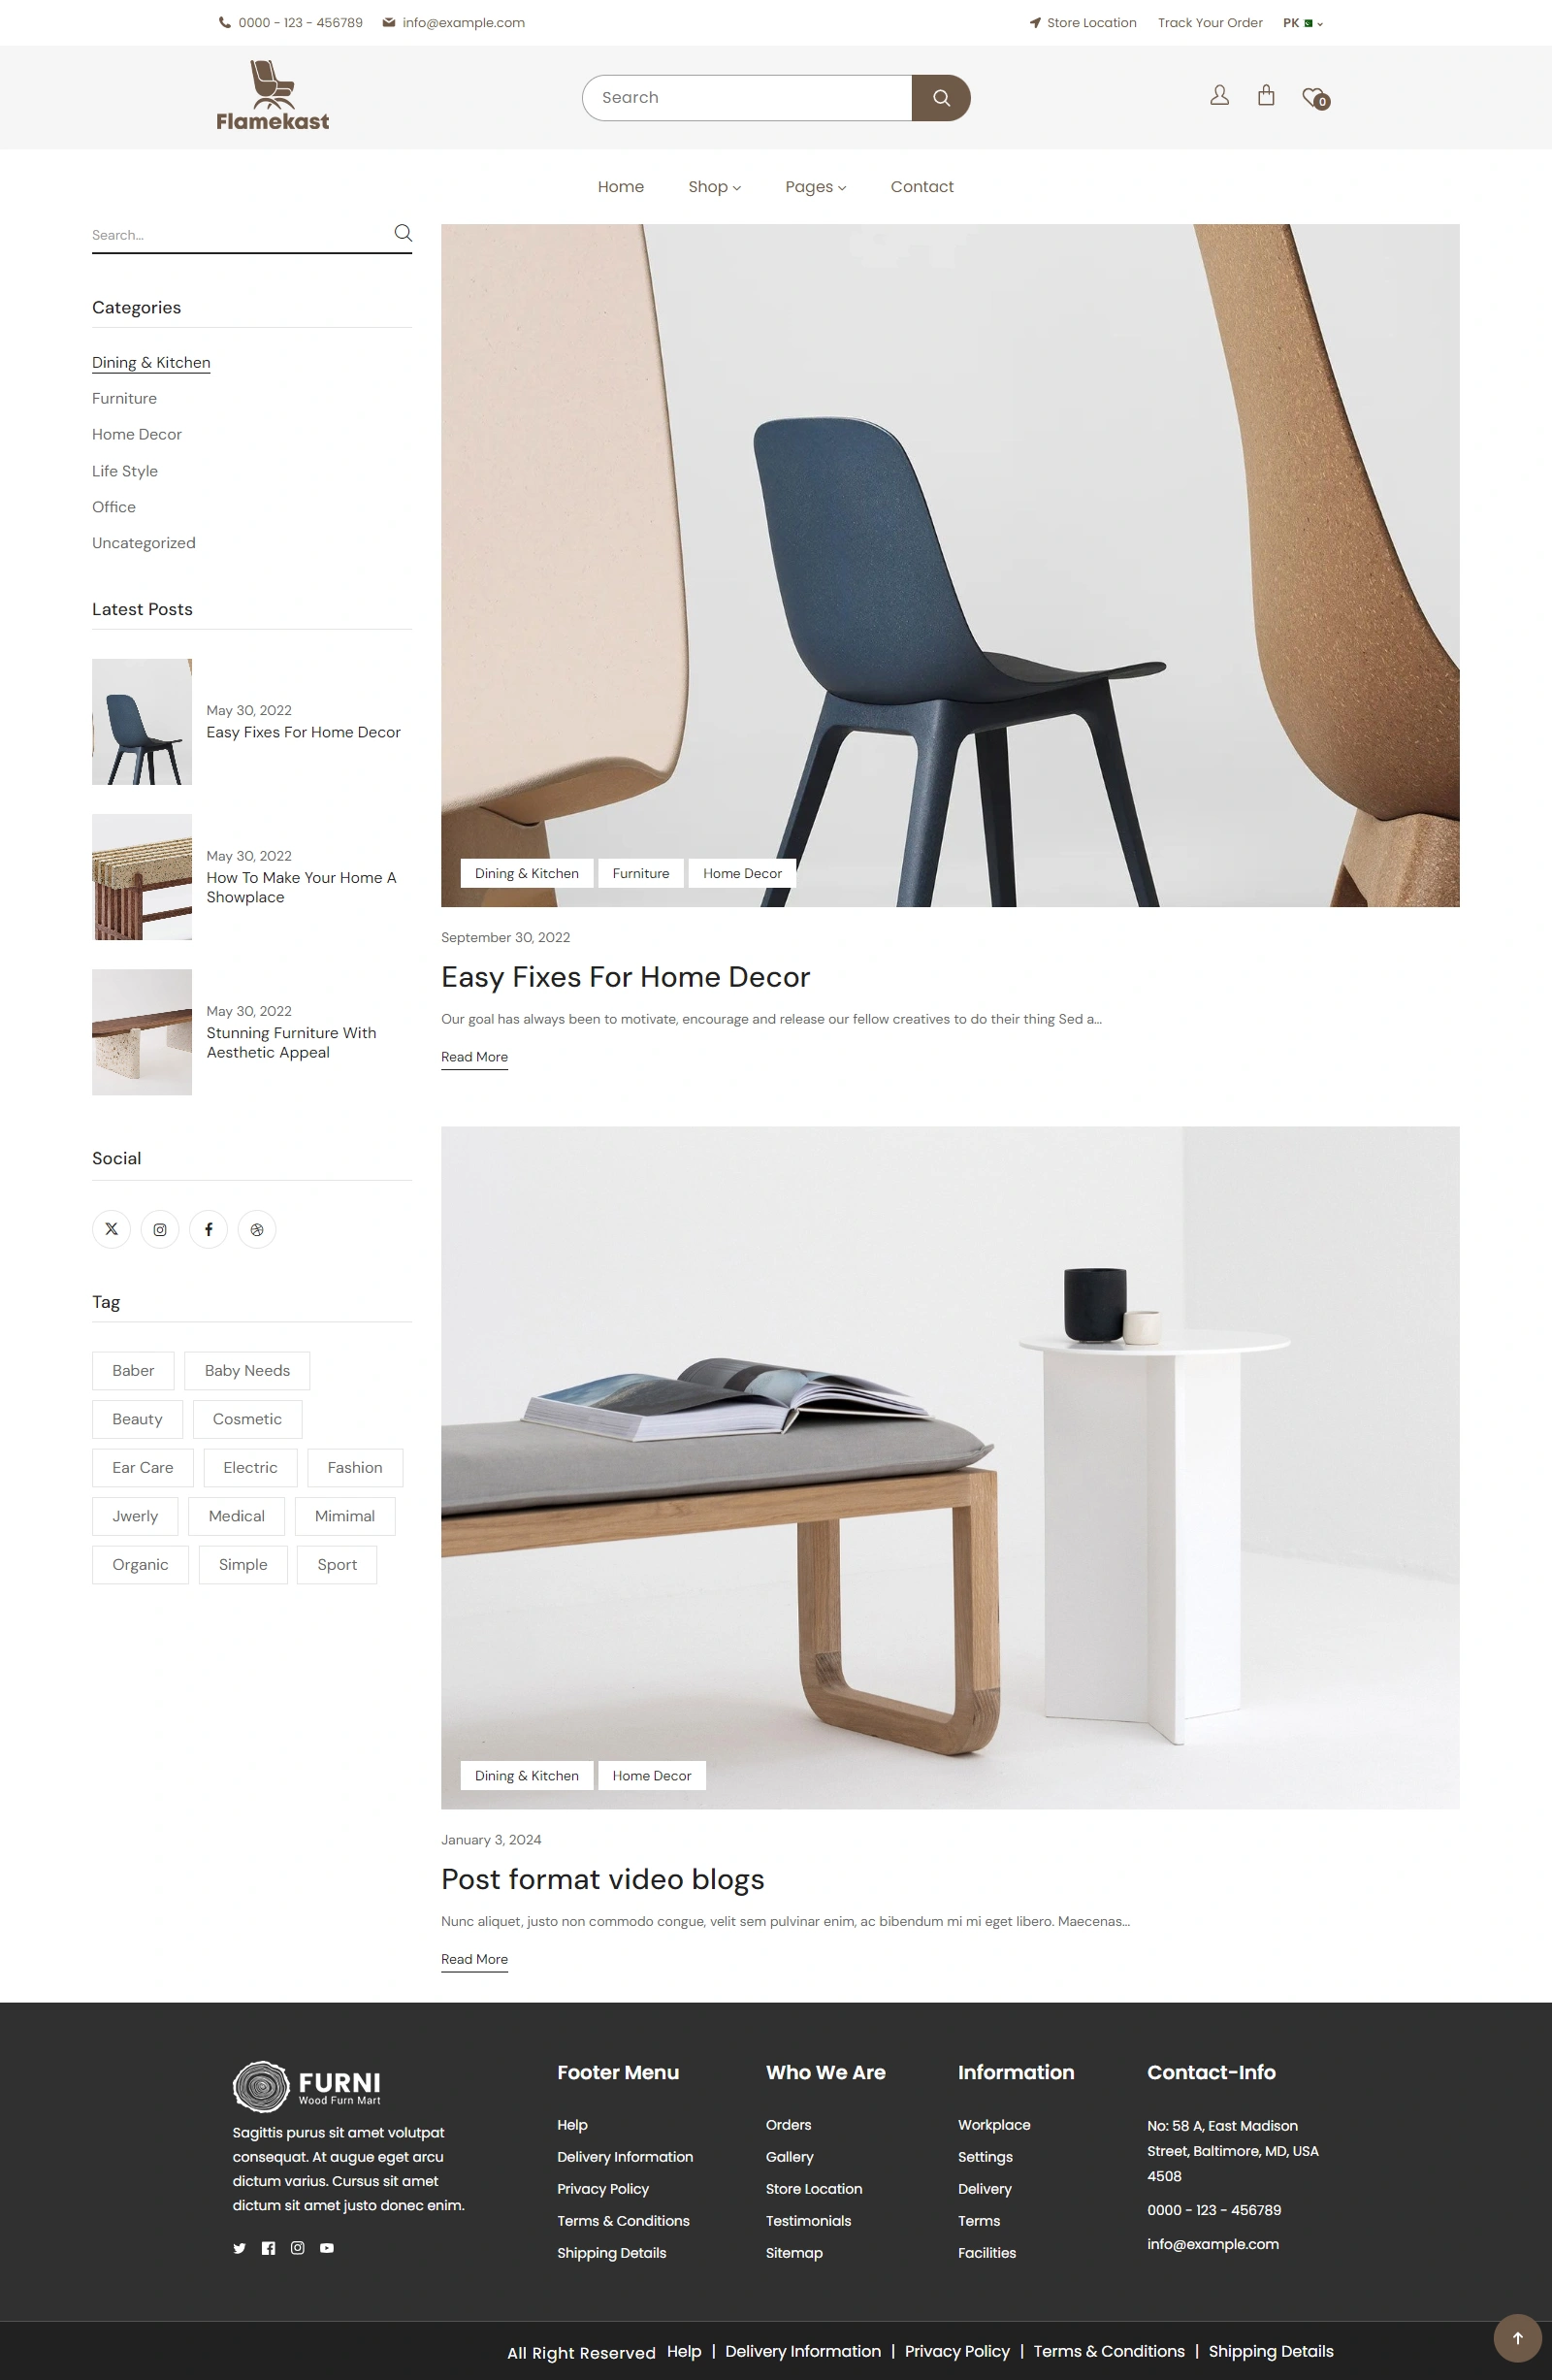 0000 - 123 - 456789 info@example.com Store Location Track Your Order PK
Flamekast
Search
0
Home Shop Pages Contact
Search...
Categories
Dining & Kitchen
Furniture
Home Decor
Life Style
Office
Uncategorized
Latest Posts
May 30, 2022
Easy Fixes For Home Decor
May 30, 2022
How To Make Your Home A
Showplace
May 30, 2022
Stunning Furniture With
Aesthetic Appeal
Social
Tag
Baber Baby Needs
Beauty Cosmetic
Ear Care Electric Fashion
Jwerly Medical Mimimal
Organic Simple Sport
Dining & Kitchen Furniture Home Decor
September 30, 2022
Easy Fixes For Home Decor
Our goal has always been to motivate, encourage and release our fellow creatives to do their thing Sed a...
Read More
Dining & Kitchen Home Decor
January 3, 2024
Post format video blogs
Nunc aliquet, justo non commodo congue, velit sem pulvinar enim, ac bibendum mi mi eget libero. Maecenas...
Read More
FURNI
Wood Furn Mart
Sagittis purus sit amet volutpat
consequat. At augue eget arcu
dictum varius. Cursus sit amet
dictum sit amet justo donec enim.
Footer Menu
Help
Delivery Information
Privacy Policy
Terms & Conditions
Shipping Details
Who We Are
Orders
Gallery
Store Location
Testimonials
Sitemap
Information
Workplace
Settings
Delivery
Terms
Facilities
Contact-Info
No: 58 A, East Madison
Street, Baltimore, MD, USA
4508
0000 - 123 - 456789
info@example.com
All Right Reserved Help | Delivery Information | Privacy Policy | Terms & Conditions | Shipping Details